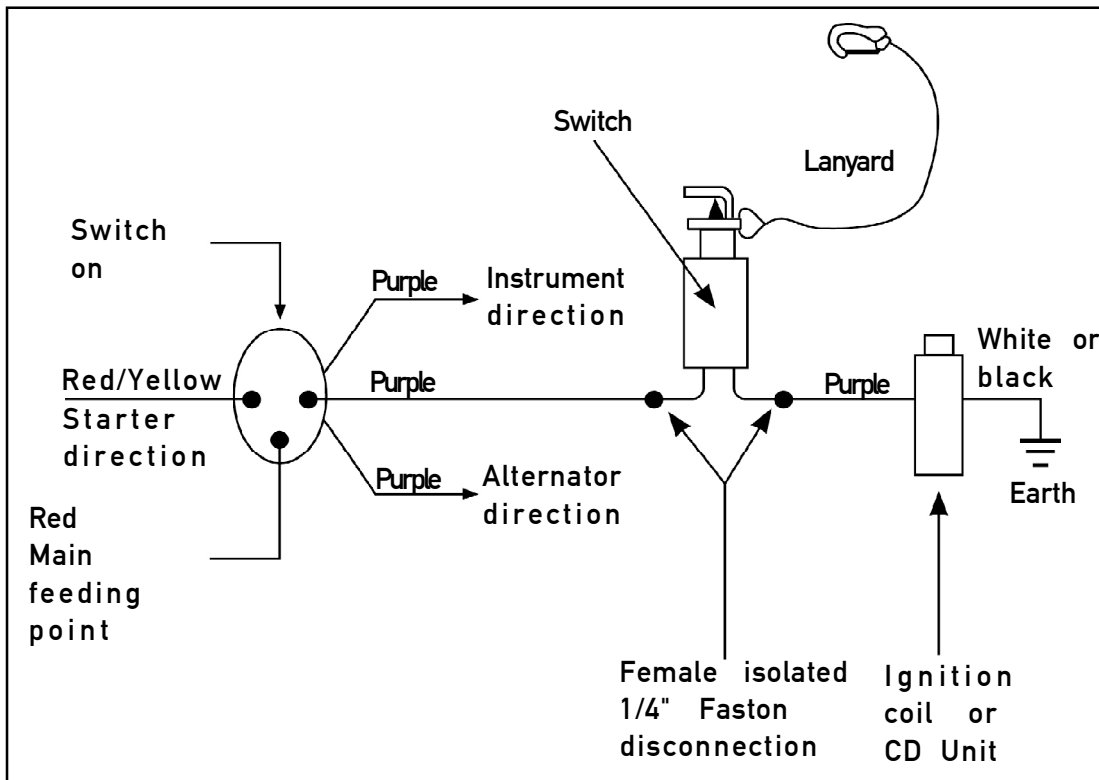 Switch
Lanyard
Switch
on
Purple
Instrument
direction
Red/Yellow
Starter
direction
Purple
Purple
White or
black
Purple
Alternator
direction
Earth
Red
Main
feeding
point
Female isolated
1/4" Faston
disconnection
Ignition
coil or
CD Unit